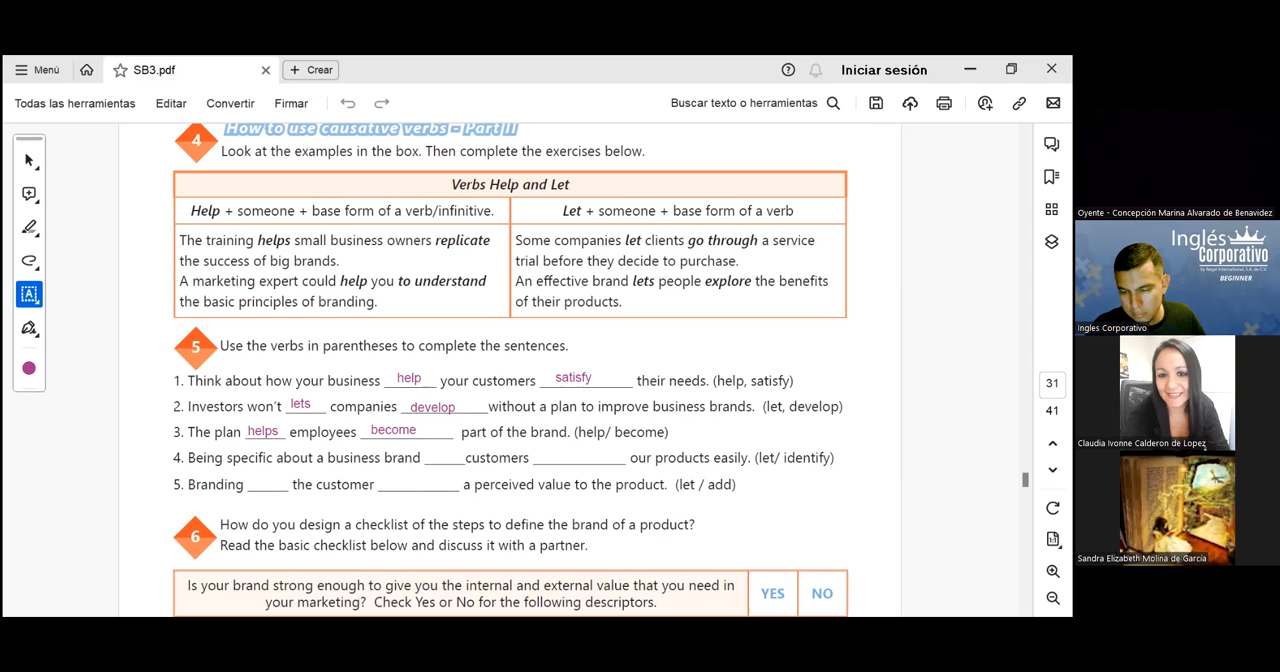 Menú
SB3.pdf
Crear
Iniciar sesión
Todas las herramientas
Editar
Convertir
Firmar
Buscar texto o herramientas
4
How to use causative verbs - Part II
Look at the examples in the box. Then complete the exercises below.
Verbs Help and Let
Help + someone + base form of a verb/infinitive.
Let + someone + base form of a verb
The training helps small business owners replicate
the success of big brands.
A marketing expert could help you to understand
the basic principles of branding.
Some companies let clients go through a service
trial before they decide to purchase.
An effective brand lets people explore the benefits
of their products.
5
Use the verbs in parentheses to complete the sentences.
1. Think about how your business help your customers satisfy their needs. (help, satisfy)
2. Investors won't lets companies develop without a plan to improve business brands. (let, develop)
3. The plan helps employees become part of the brand. (help/ become)
4. Being specific about a business brand ______customers ______________ our products easily. (let/ identify)
5. Branding ______ the customer ____________ a perceived value to the product. (let / add)
6
How do you design a checklist of the steps to define the brand of a product?
Read the basic checklist below and discuss it with a partner.
Is your brand strong enough to give you the internal and external value that you need in
your marketing? Check Yes or No for the following descriptors.
YES
NO
31
41
Oyente - Concepción Marina Alvarado de Benavidez
Inglés
Corporativo
by Regal International, S.A. de C.V.
BEGINNER
Ingles Corporativo
Claudia Ivonne Calderon de Lopez
Sandra Elizabeth Molina de García